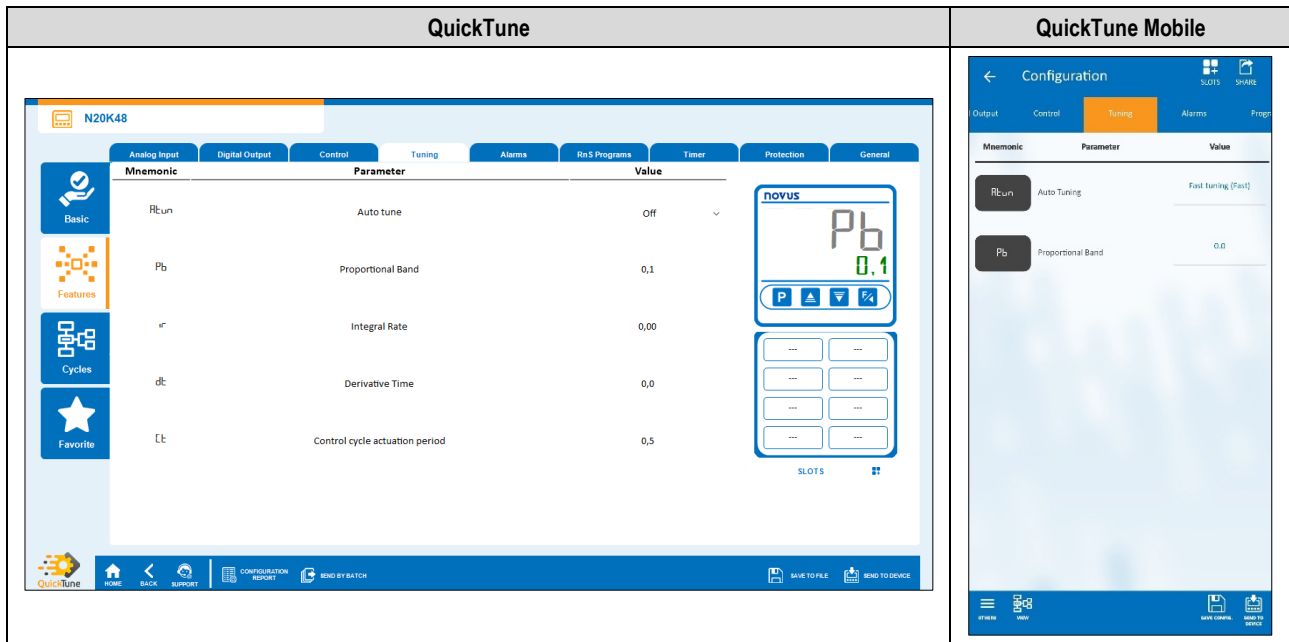 QuickTune
QuickTune Mobile
N20K48
Analog Input Digital Output Control Tuning Alarms RnS Programs Timer Protection General
Mnemonic Parameter Value
Basic
Features
Cycles
Favorite
Atun Auto tune Off
Pb Proportional Band 0,1
ir Integral Rate 0,00
dt Derivative Time 0,0
Ct Control cycle actuation period 0,5
novus
Pb
0,1
P F
--- ---
--- ---
--- ---
--- ---
SLOTS
QuickTune
HOME BACK SUPPORT CONFIGURATION REPORT SEND BY BATCH SAVE TO FILE SEND TO DEVICE
Configuration
SLOTS SHARE
l Output Control Tuning Alarms Progr
Mnemonic Parameter Value
Atun Auto Tuning Fast tuning (Fast)
Pb Proportional Band 0.0
OTHERS VIEW SAVE CONFIG. SEND TO DEVICE